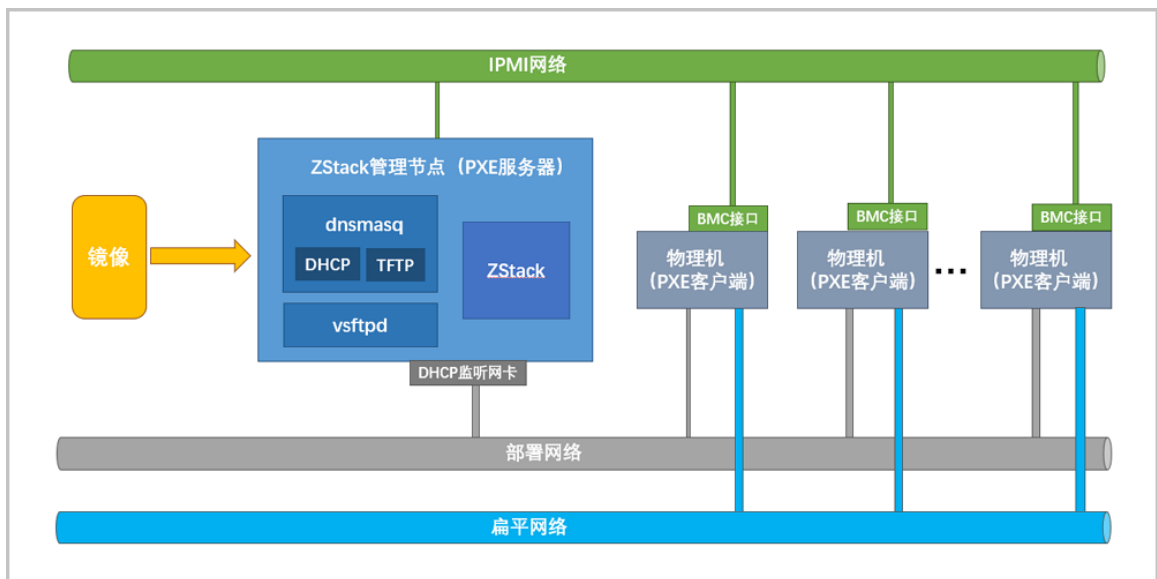 IPMI网络
ZStack管理节点（PXE服务器）
dnsmasq
DHCP
TFTP
ZStack
vsftpd
镜像
DHCP监听网卡
BMC接口
物理机
（PXE客户端）
BMC接口
物理机
（PXE客户端）
...
BMC接口
物理机
（PXE客户端）
部署网络
扁平网络